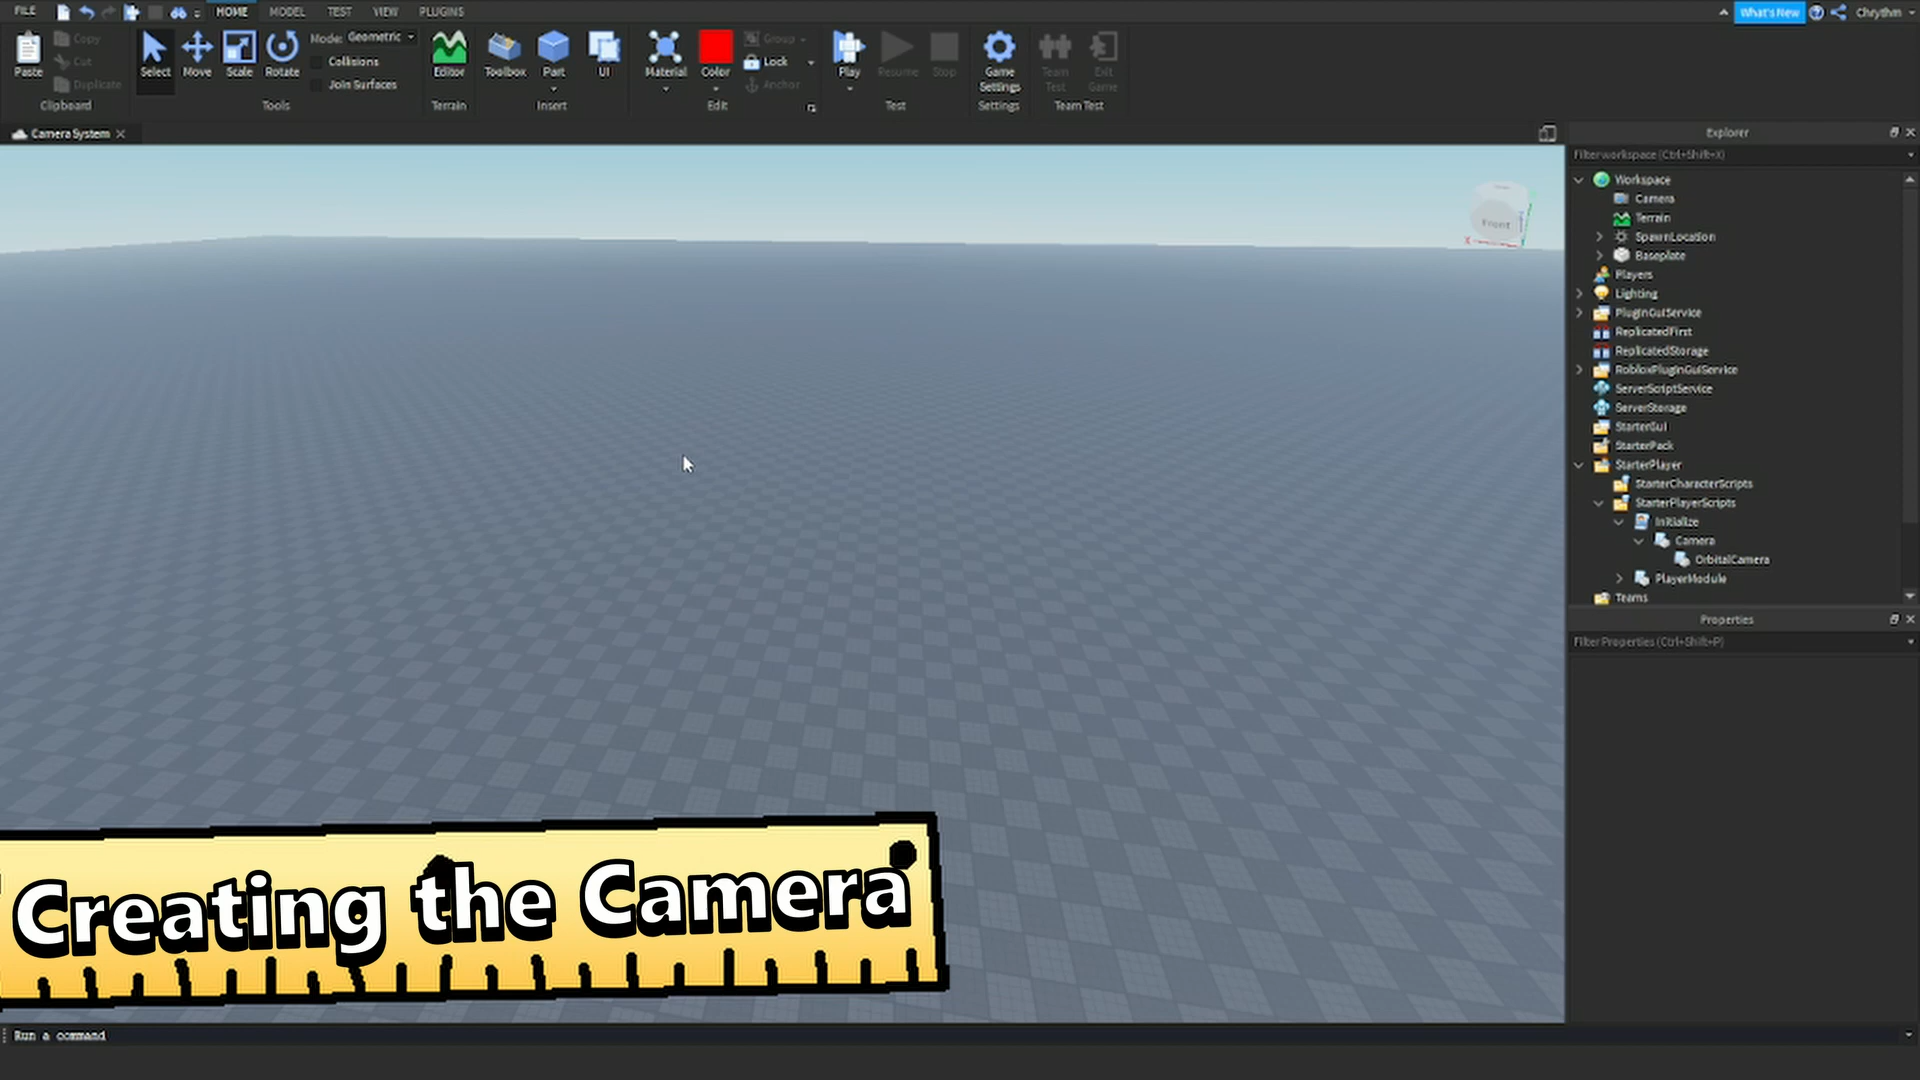 FILE HOME MODEL TEST VIEW PLUGINS What's New Chrythm
Paste Copy Cut Duplicate Clipboard
Select Move Scale Rotate Mode: Geometric Collisions Join Surfaces Tools
Editor Terrain
Toolbox Part UI Insert
Material Color Group Lock Anchor Edit
Play Resume Stop Test
Game Settings Settings
Team Test Exit Game Team Test
Camera System
Front
X
Explorer
Filter workspace (Ctrl+Shift+X)
Workspace
Camera
Terrain
SpawnLocation
Baseplate
Players
Lighting
PluginGuiService
ReplicatedFirst
ReplicatedStorage
RobloxPluginGuiService
ServerScriptService
ServerStorage
StarterGui
StarterPack
StarterPlayer
StarterCharacterScripts
StarterPlayerScripts
Initialize
Camera
OrbitalCamera
PlayerModule
Teams
Properties
Filter Properties (Ctrl+Shift+P)
Creating the Camera
Run a command